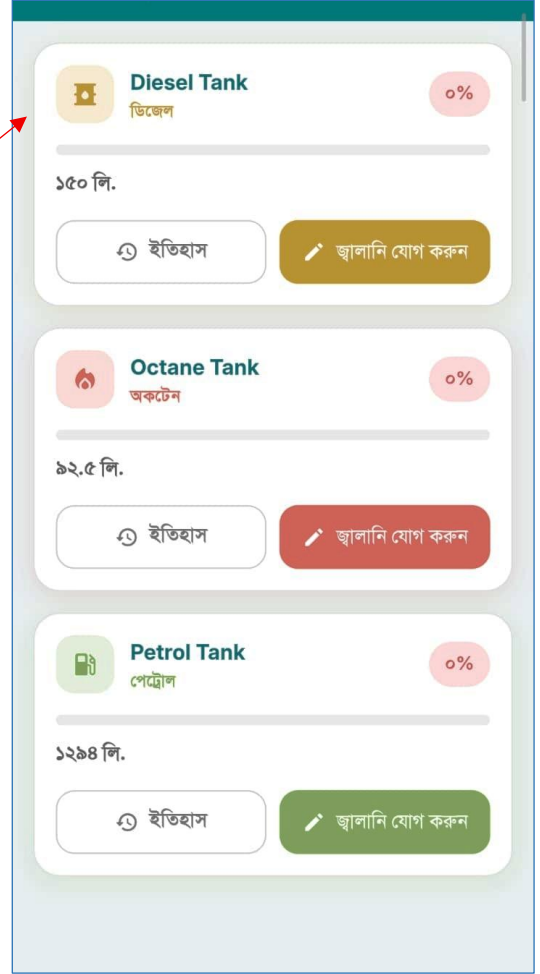 Diesel Tank
ডিজেল
০%
১৫০ লি.
ইতিহাস
জ্বালানি যোগ করুন
Octane Tank
অকটেন
০%
৯২.৫ লি.
ইতিহাস
জ্বালানি যোগ করুন
Petrol Tank
পেট্রোল
০%
১২৯৪ লি.
ইতিহাস
জ্বালানি যোগ করুন